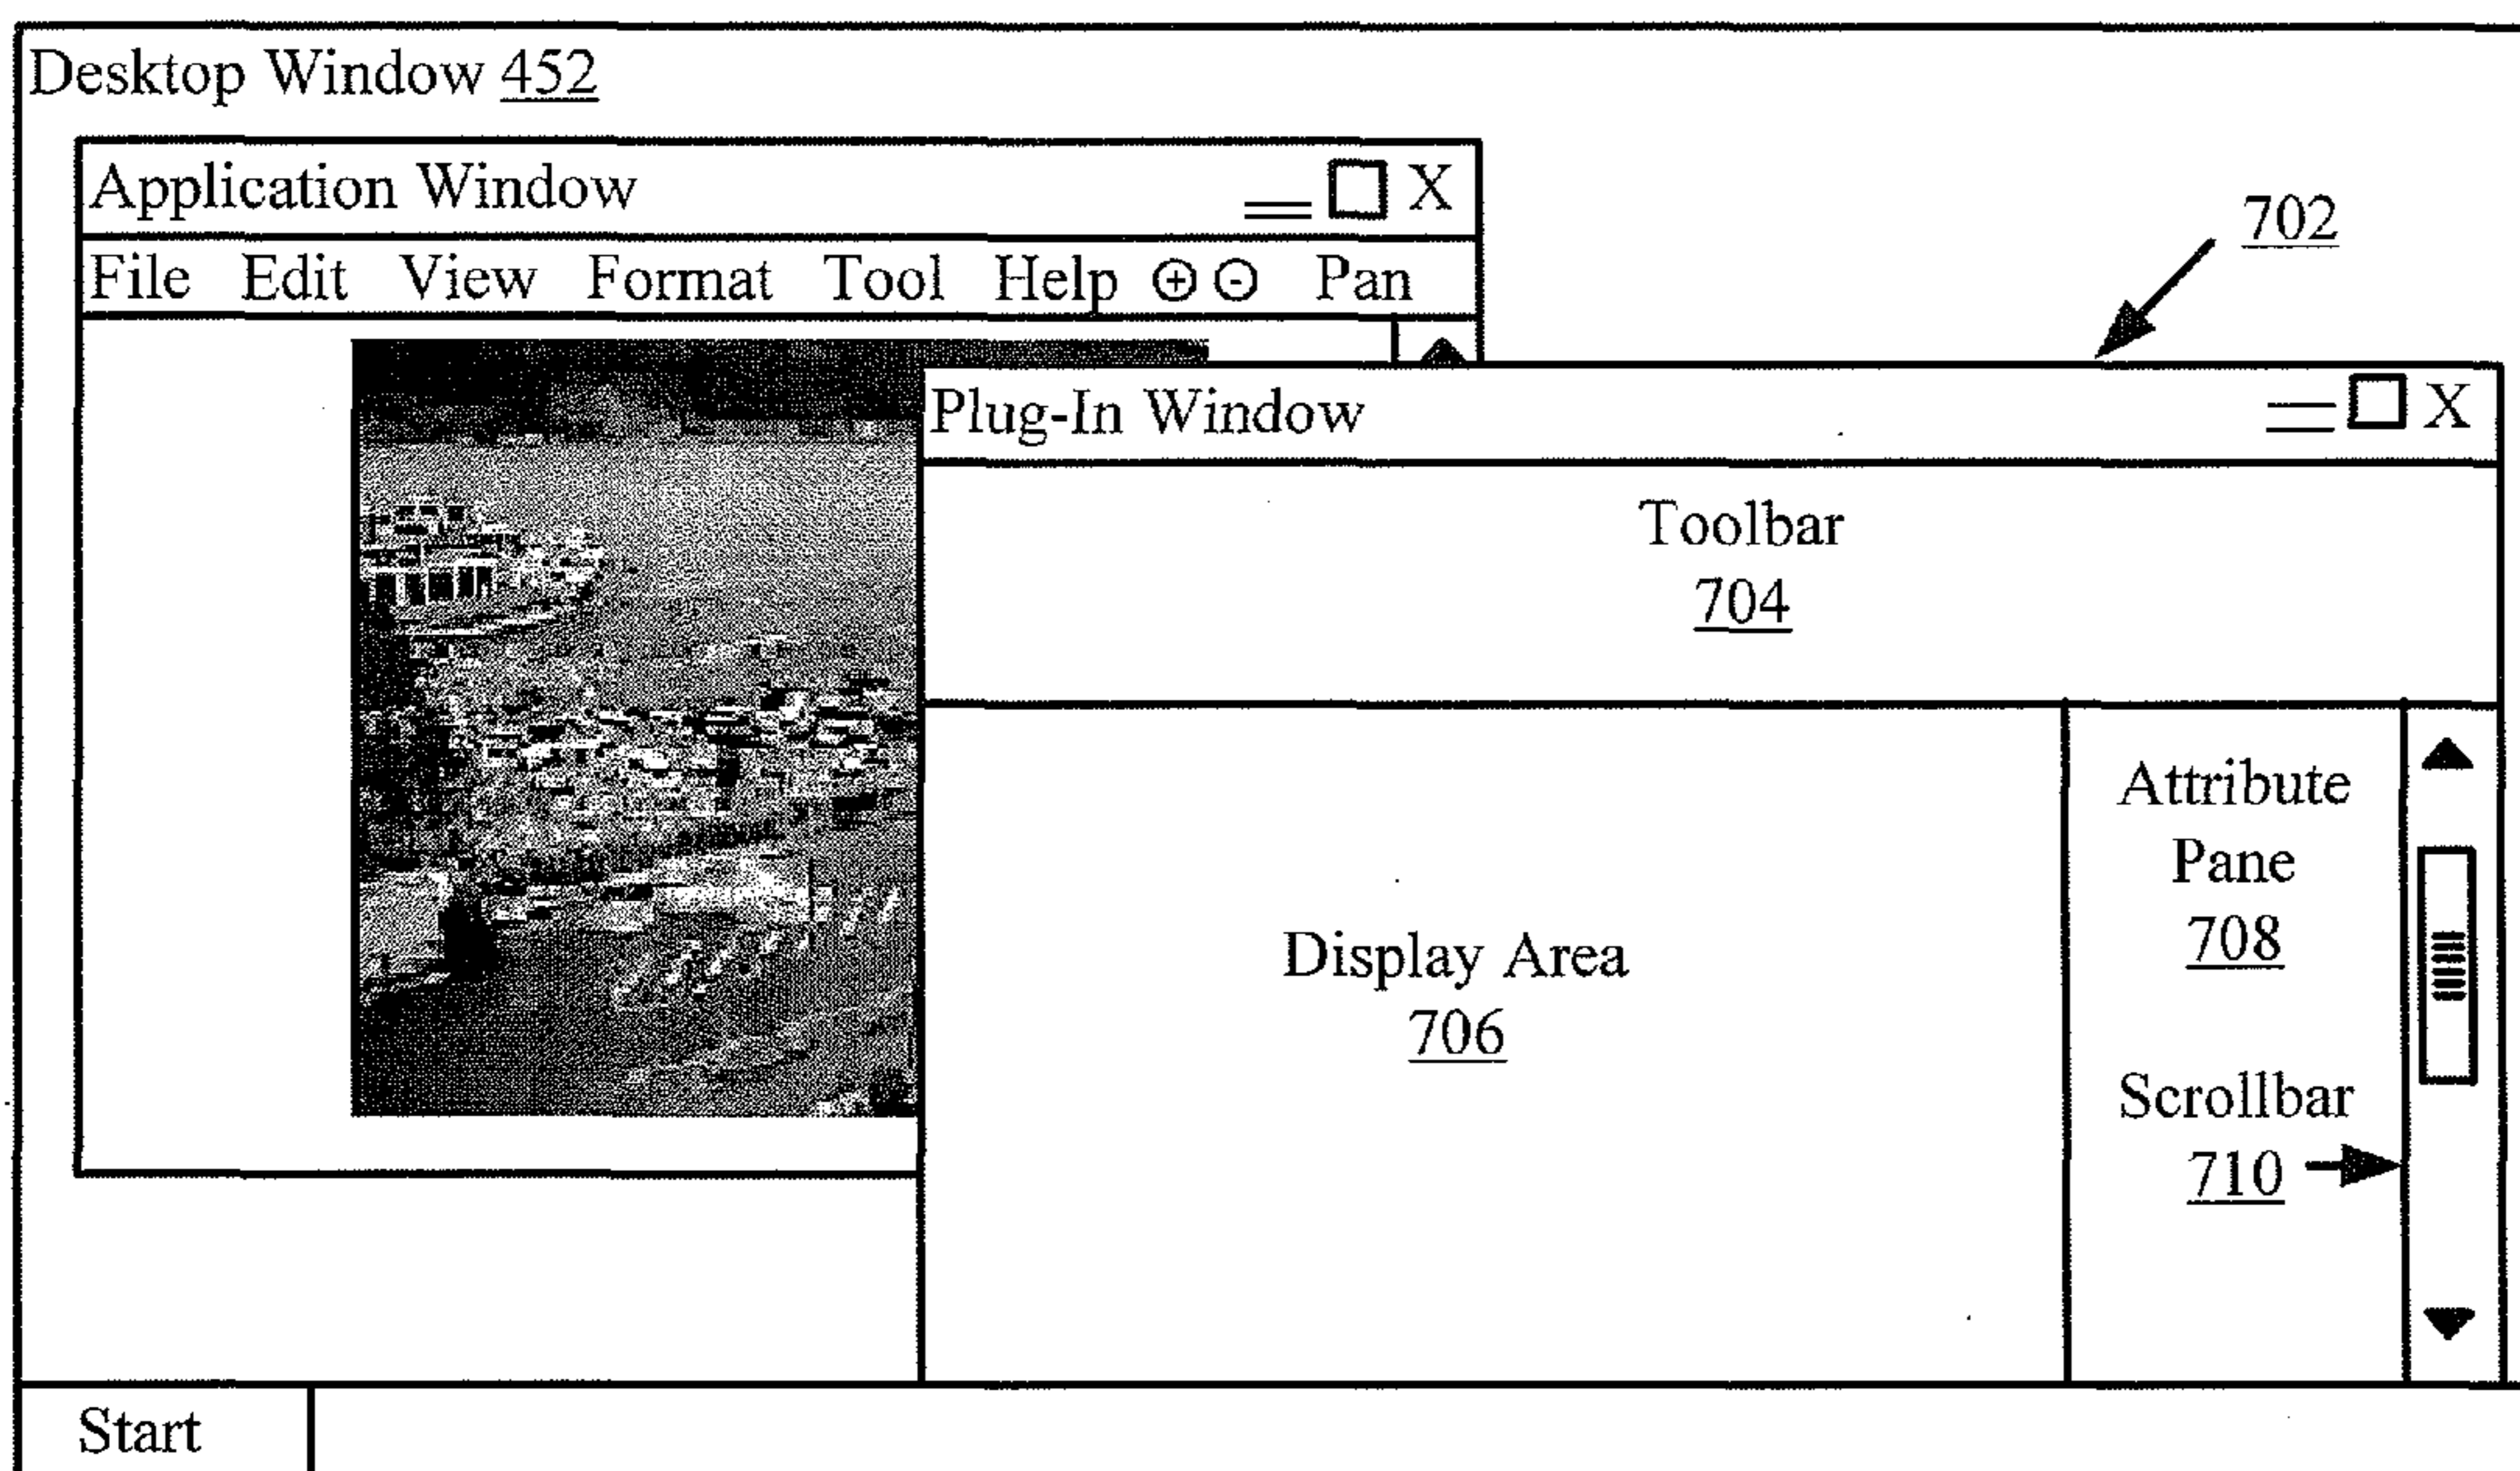 Desktop Window 452
Application Window X
File Edit View Format Tool Help + - Pan
702
Plug-In Window X
Toolbar
704
Attribute
Pane
708
Display Area
706
Scrollbar
710
Start